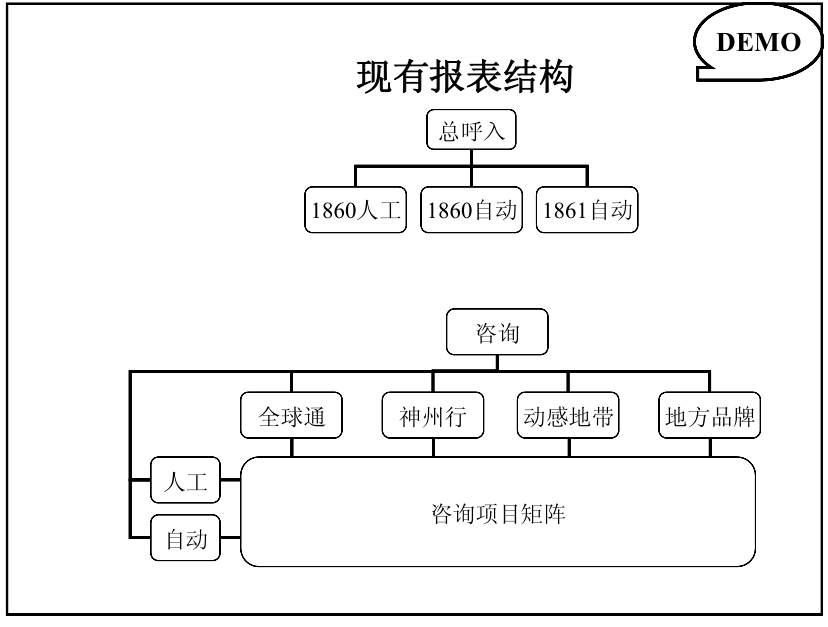 DEMO
现有报表结构
总呼入
1860人工
1860自动
1861自动
咨询
全球通
神州行
动感地带
地方品牌
人工
咨询项目矩阵
自动